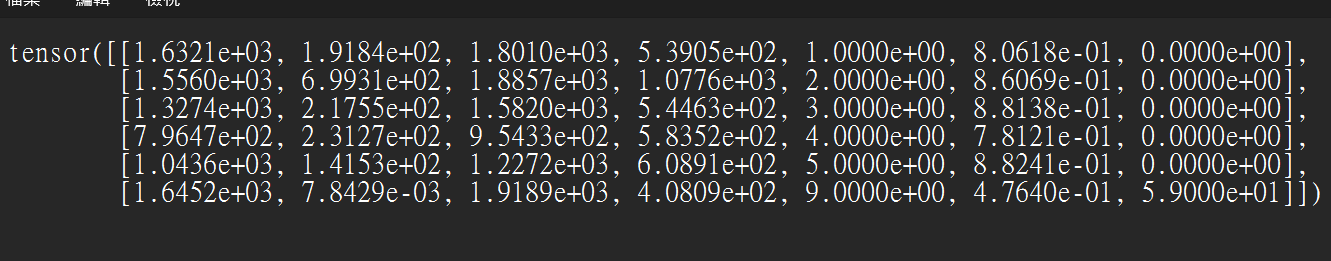 檔案 編輯 檢視
tensor([[1.6321e+03, 1.9184e+02, 1.8010e+03, 5.3905e+02, 1.0000e+00, 8.0618e-01, 0.0000e+00],
[1.5560e+03, 6.9931e+02, 1.8857e+03, 1.0776e+03, 2.0000e+00, 8.6069e-01, 0.0000e+00],
[1.3274e+03, 2.1755e+02, 1.5820e+03, 5.4463e+02, 3.0000e+00, 8.8138e-01, 0.0000e+00],
[7.9647e+02, 2.3127e+02, 9.5433e+02, 5.8352e+02, 4.0000e+00, 7.8121e-01, 0.0000e+00],
[1.0436e+03, 1.4153e+02, 1.2272e+03, 6.0891e+02, 5.0000e+00, 8.8241e-01, 0.0000e+00],
[1.6452e+03, 7.8429e-03, 1.9189e+03, 4.0809e+02, 9.0000e+00, 4.7640e-01, 5.9000e+01]])